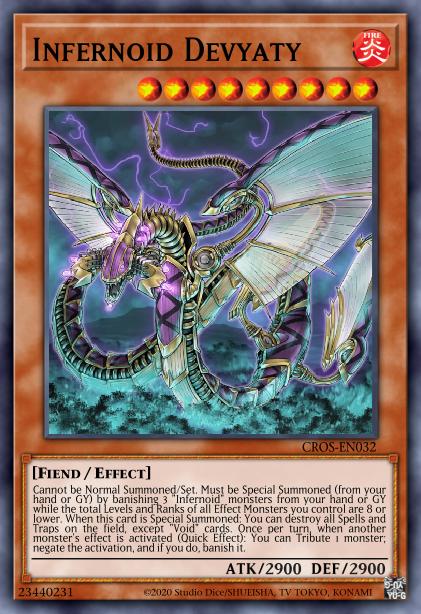 INFERNOID DEVYATY
FIRE
炎
CROS-EN032
[FIEND / EFFECT]
Cannot be Normal Summoned/Set. Must be Special Summoned (from your
hand or GY) by banishing 3 "Infernoid" monsters from your hand or GY
while the total Levels and Ranks of all Effect Monsters you control are 8 or
lower. When this card is Special Summoned: You can destroy all Spells and
Traps on the field, except "Void" cards. Once per turn, when another
monster's effect is activated (Quick Effect): You can Tribute 1 monster;
negate the activation, and if you do, banish it.
ATK/2900 DEF/2900
23440231 ©2020 Studio Dice/SHUEISHA, TV TOKYO, KONAMI